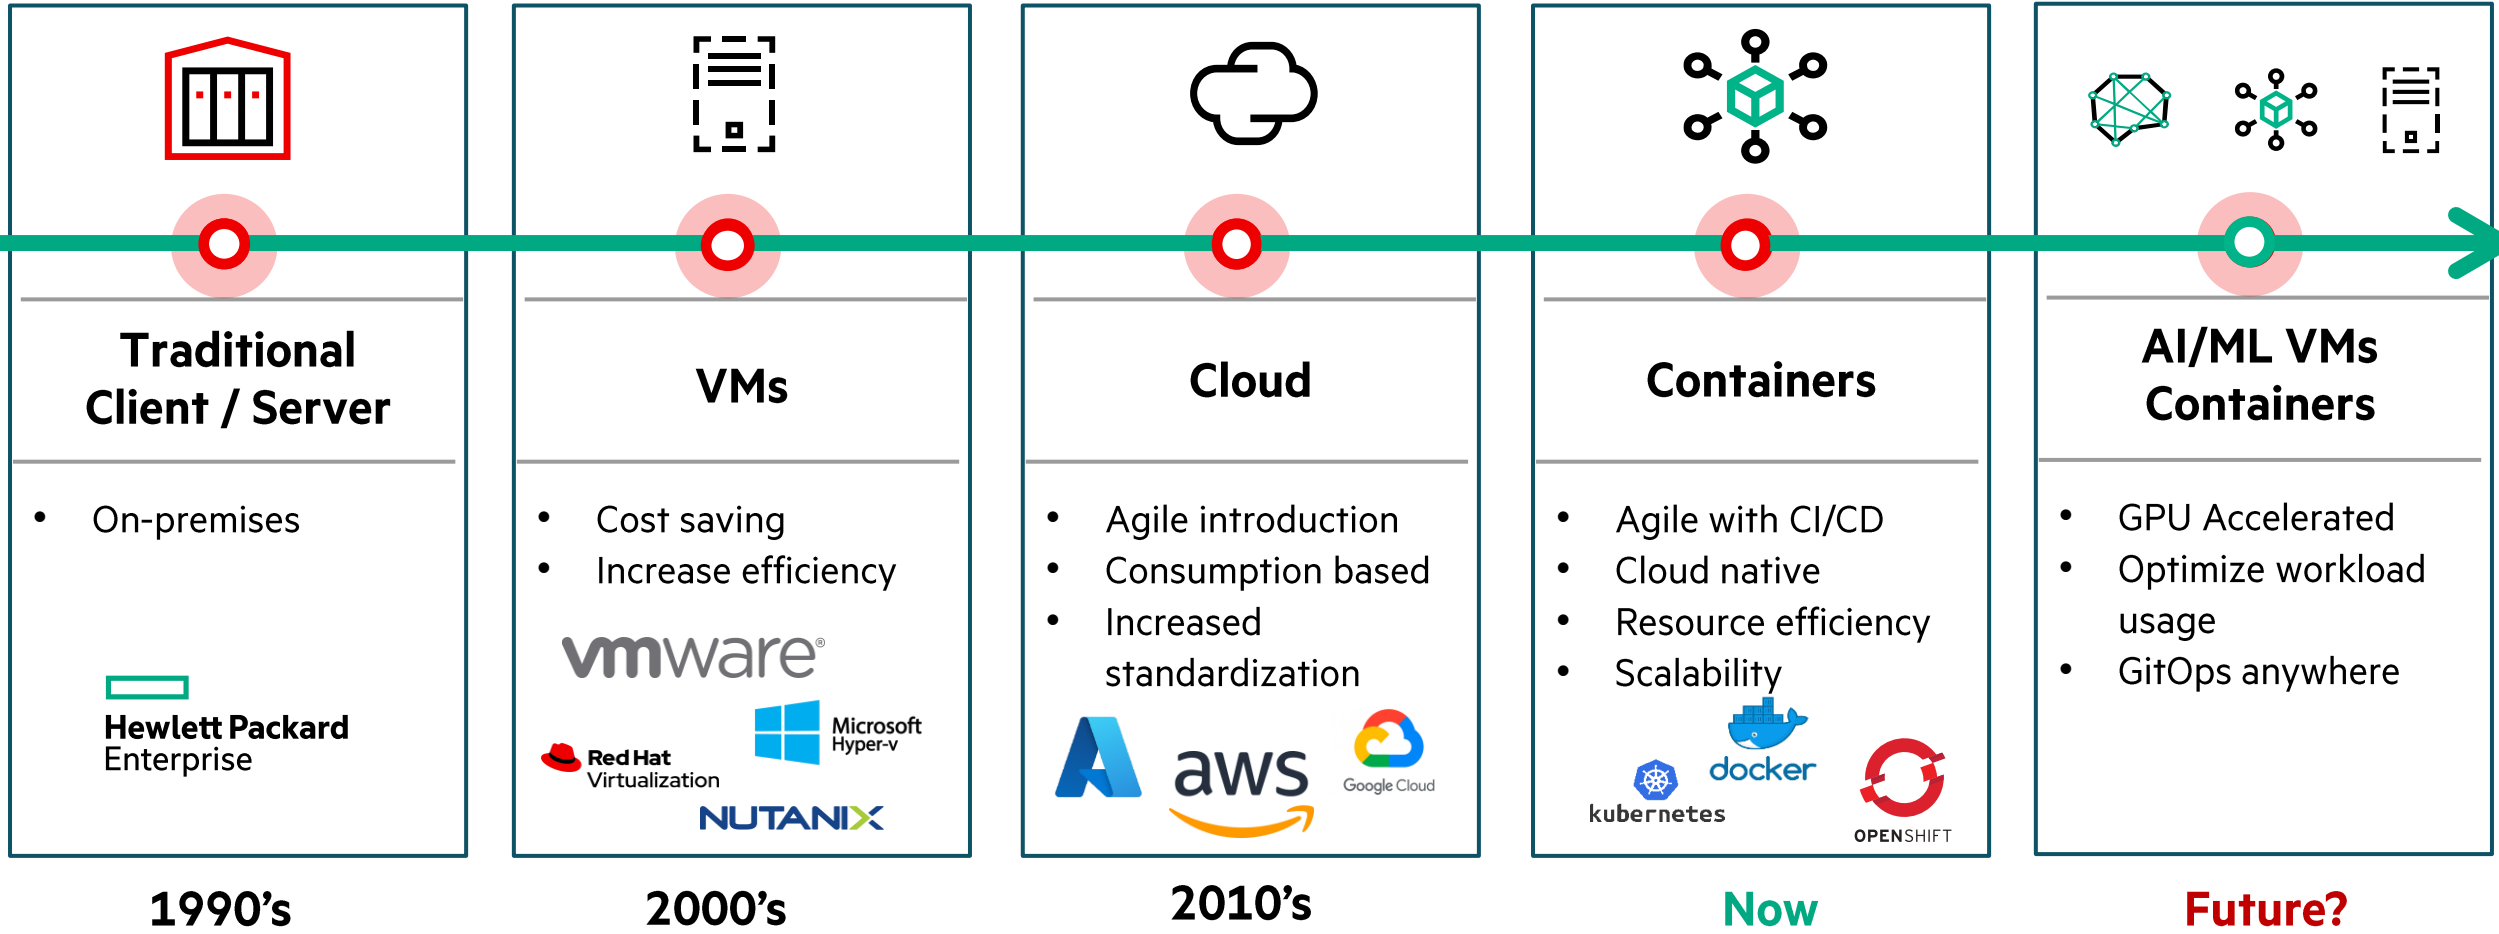 Traditional
Client / Server
• On-premises
Hewlett Packard
Enterprise
1990's
VMs
• Cost saving
• Increase efficiency
vmware®
Microsoft
Hyper-v
Red Hat
Virtualization
NUTANIX
2000's
Cloud
• Agile introduction
• Consumption based
• Increased
standardization
aws
Google Cloud
2010's
Containers
• Agile with CI/CD
• Cloud native
• Resource efficiency
• Scalability
docker
kubernetes
OPENSHIFT
Now
AI/ML VMs
Containers
• GPU Accelerated
• Optimize workload
usage
• GitOps anywhere
Future?